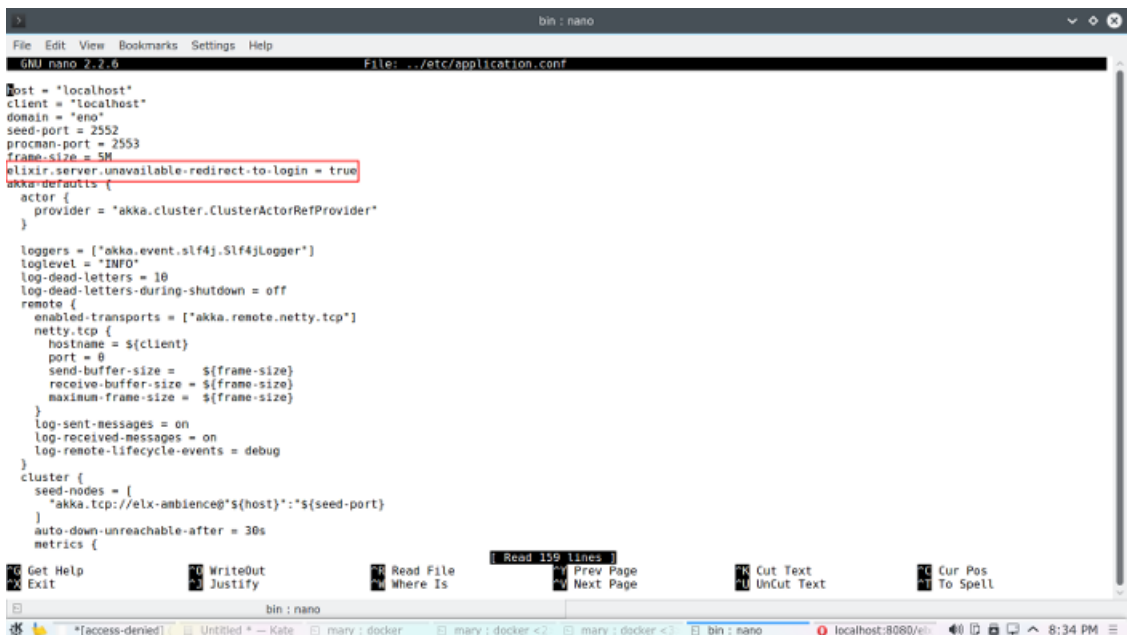 bin : nano
File Edit View Bookmarks Settings Help
GNU nano 2.2.6 File: ../etc/application.conf
host = "localhost"
client = "localhost"
domain = "eno"
seed-port = 2552
procman-port = 2553
frame-size = 5M
elixir.server.unavailable-redirect-to-login = true
akka-defaults {
actor {
provider = "akka.cluster.ClusterActorRefProvider"
}
loggers = ["akka.event.slf4j.Slf4jLogger"]
loglevel = "INFO"
log-dead-letters = 10
log-dead-letters-during-shutdown = off
remote {
enabled-transports = ["akka.remote.netty.tcp"]
netty.tcp {
hostname = ${client}
port = 0
send-buffer-size = ${frame-size}
receive-buffer-size = ${frame-size}
maximum-frame-size = ${frame-size}
}
log-sent-messages = on
log-received-messages = on
log-remote-lifecycle-events = debug
}
cluster {
seed-nodes = [
"akka.tcp://elx-ambience@"${host}":"${seed-port}
]
auto-down-unreachable-after = 30s
metrics {
[ Read 159 lines ]
^G Get Help ^O WriteOut ^R Read File ^Y Prev Page ^K Cut Text ^C Cur Pos
^X Exit ^J Justify ^W Where Is ^V Next Page ^U UnCut Text ^T To Spell
bin : nano
*[access-denied] Untitled * — Kate mary : docker mary : docker <2 mary : docker <3 bin : nano localhost:8080/el 8:34 PM